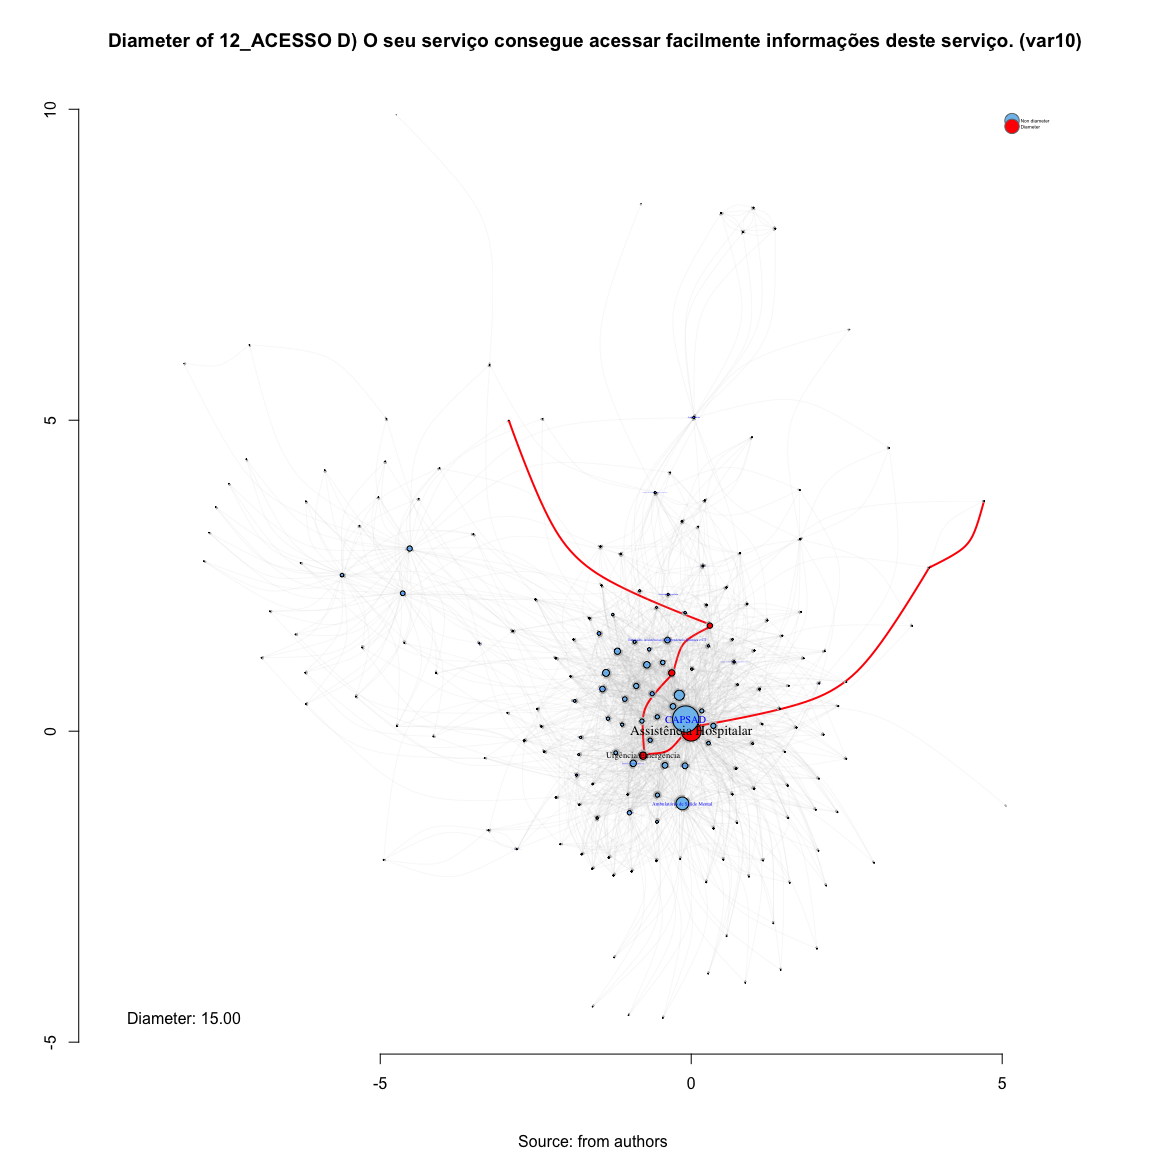 Diameter of 12_ACESSO D) O seu serviço consegue acessar facilmente informações deste serviço. (var10)
10
Non diameter
Diameter
5
CAPSAD
0
Assistência Hospitalar
Urgência/Emergência
Ambulatório de Saúde Mental
Diameter: 15.00
-5
-5
0
5
Source: from authors